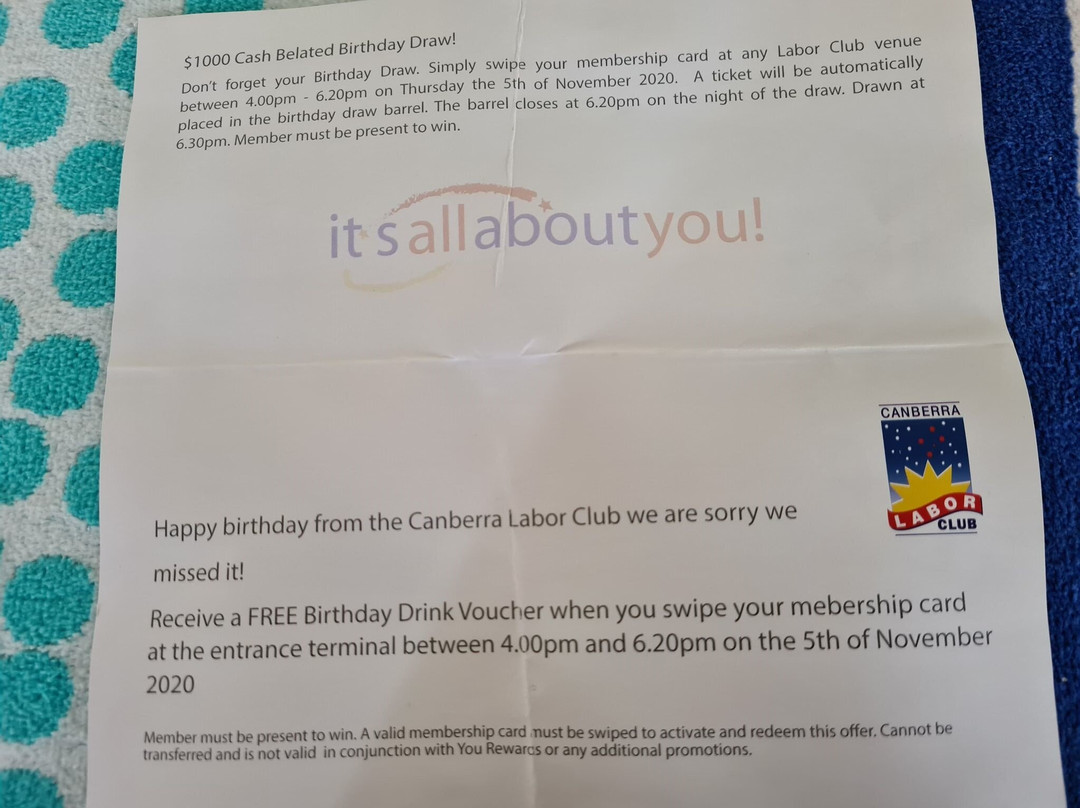 $1000 Cash Belated Birthday Draw!
Don't forget your Birthday Draw. Simply swipe your membership card at any Labor Club venue
between 4.00pm - 6.20pm on Thursday the 5th of November 2020. A ticket will be automatically
placed in the birthday draw barrel. The barrel closes at 6.20pm on the night of the draw. Drawn at
6.30pm. Member must be present to win.
it's all about you!
CANBERRA
LABOR
CLUB
Happy birthday from the Canberra Labor Club we are sorry we
missed it!
Receive a FREE Birthday Drink Voucher when you swipe your mebership card
at the entrance terminal between 4.00pm and 6.20pm on the 5th of November
2020
Member must be present to win. A valid membership card must be swiped to activate and redeem this offer. Cannot be
transferred and is not valid in conjunction with You Rewards or any additional promotions.